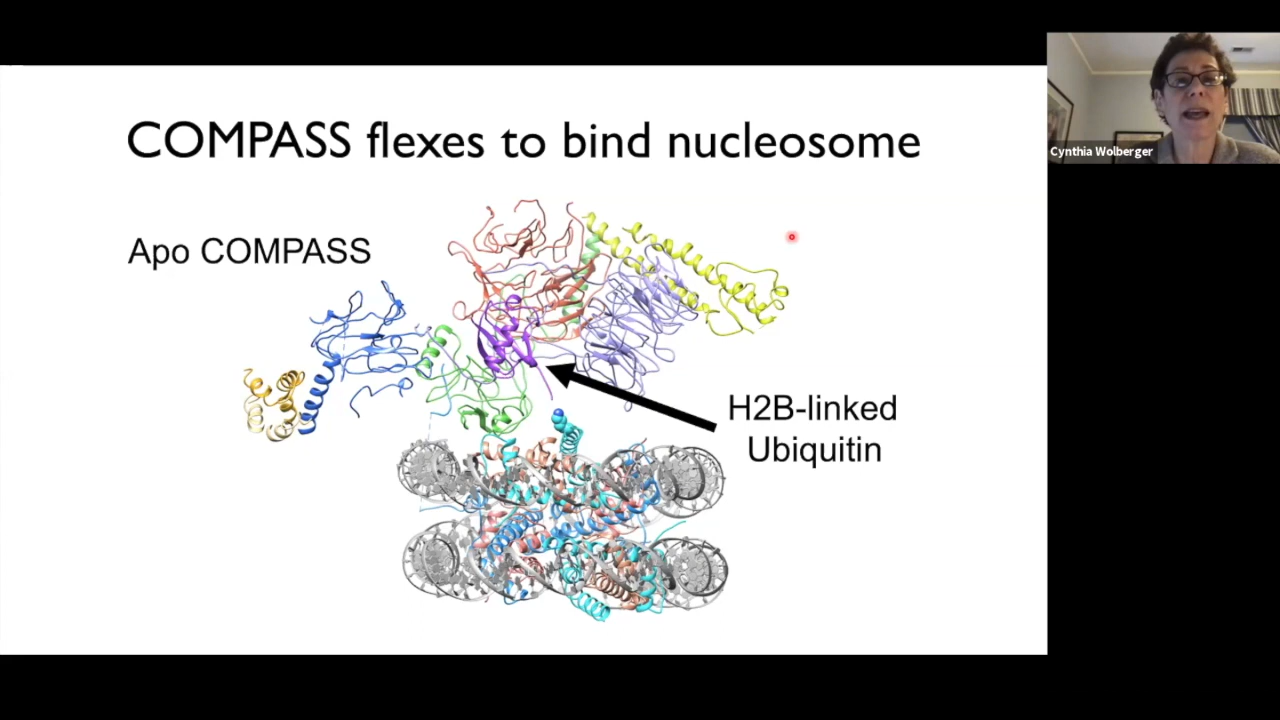 COMPASS flexes to bind nucleosome
Apo COMPASS
H2B-linked
Ubiquitin
Cynthia Wolberger